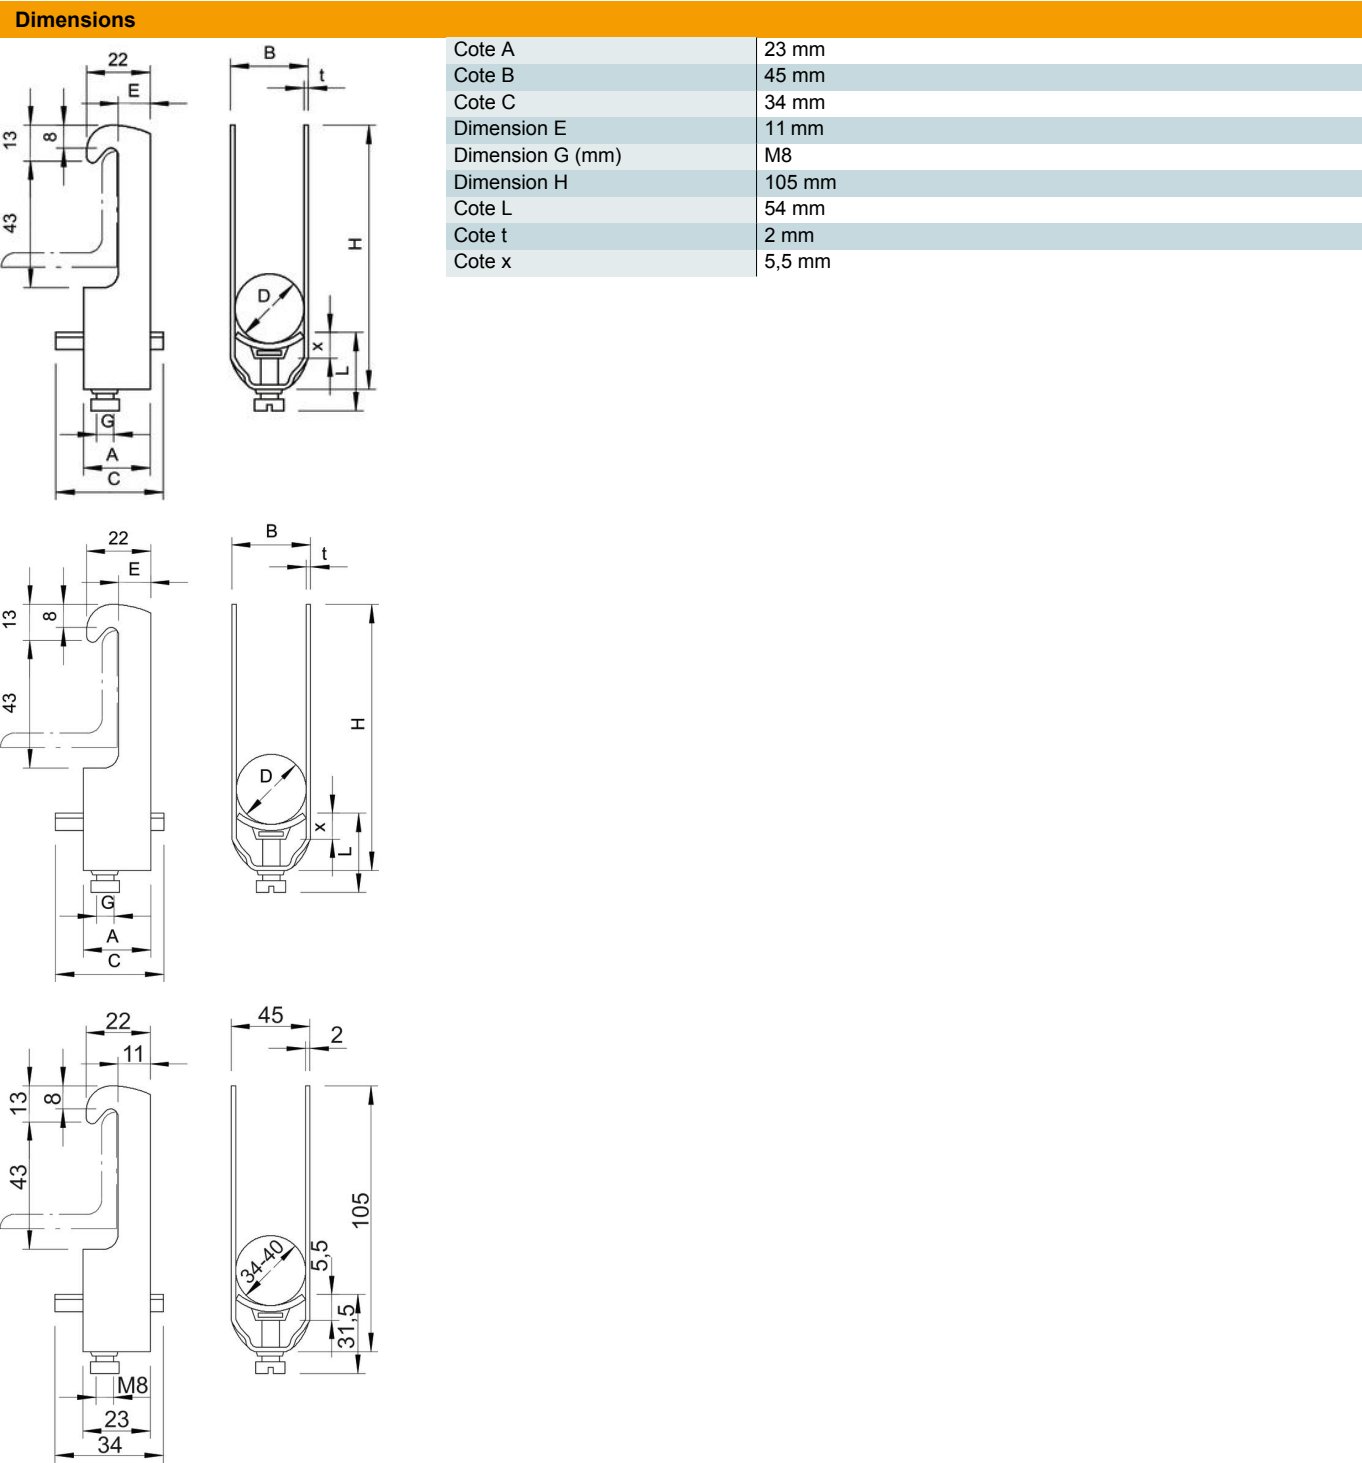 Dimensions
Cote A 23 mm
Cote B 45 mm
Cote C 34 mm
Dimension E 11 mm
Dimension G (mm) M8
Dimension H 105 mm
Cote L 54 mm
Cote t 2 mm
Cote x 5,5 mm
22
E
13
8
43
G
A
C
B
t
H
D
x
L
22
E
13
8
43
G
A
C
B
t
H
D
x
L
22
11
13
8
43
M8
23
34
45
2
105
34-40
5,5
31,5